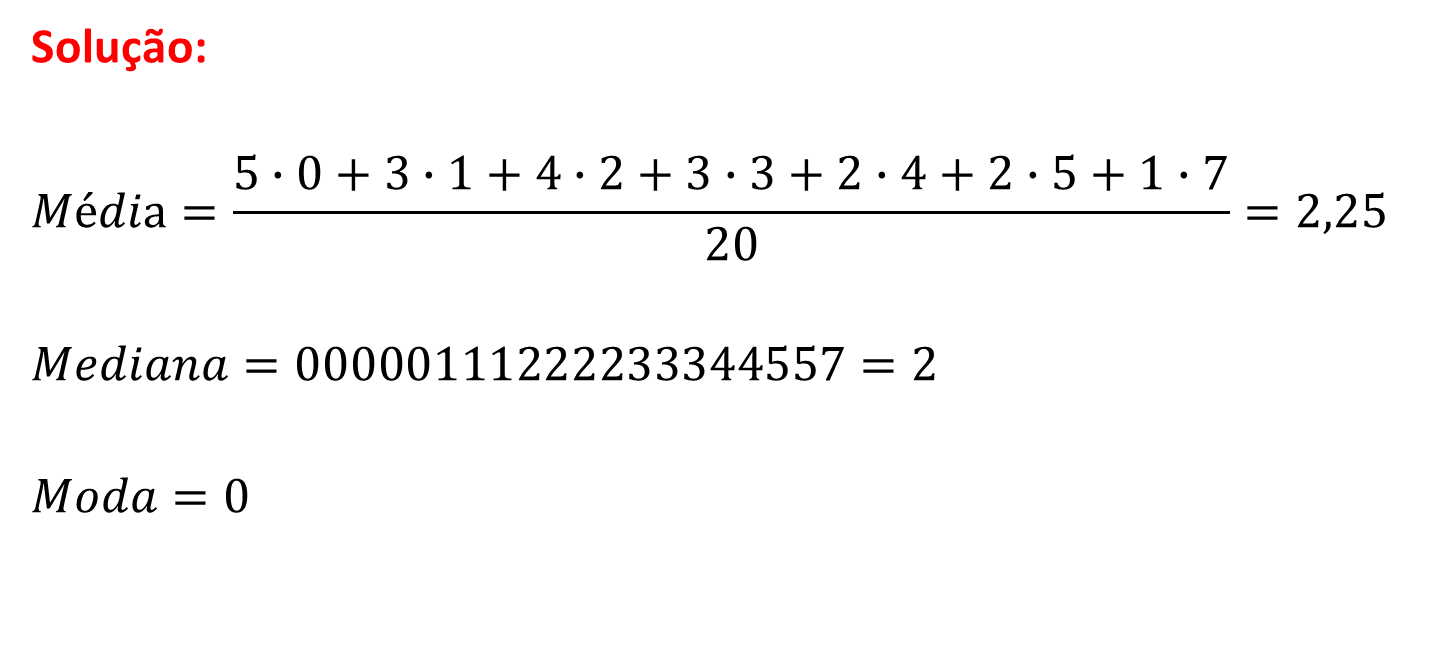 Solução:
Média = 5 · 0 + 3 · 1 + 4 · 2 + 3 · 3 + 2 · 4 + 2 · 5 + 1 · 7 / 20 = 2,25
Mediana = 00000111222233344557 = 2
Moda = 0